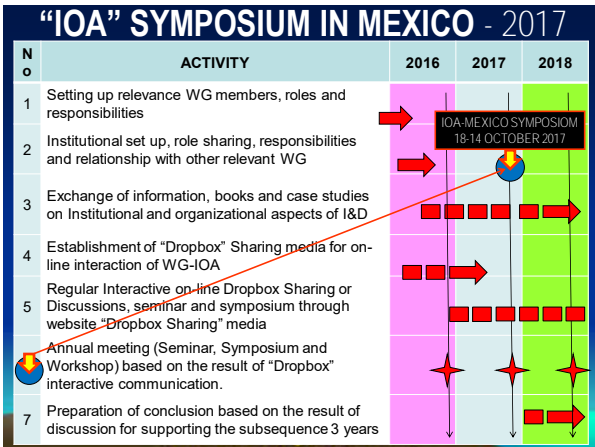 “IOA” SYMPOSIUM IN MEXICO - 2017
No
ACTIVITY
2016
2017
2018
1
Setting up relevance WG members, roles and
responsibilities
IOA-MEXICO SYMPOSIOM
18-14 OCTOBER 2017
2
Institutional set up, role sharing, responsibilities
and relationship with other relevant WG
3
Exchange of information, books and case studies
on Institutional and organizational aspects of I&D
4
Establishment of “Dropbox” Sharing media for on-
line interaction of WG-IOA
5
Regular Interactive on-line Dropbox Sharing or
Discussions, seminar and symposium through
website “Dropbox Sharing” media
Annual meeting (Seminar, Symposium and
Workshop) based on the result of “Dropbox”
interactive communication.
7
Preparation of conclusion based on the result of
discussion for supporting the subsequence 3 years